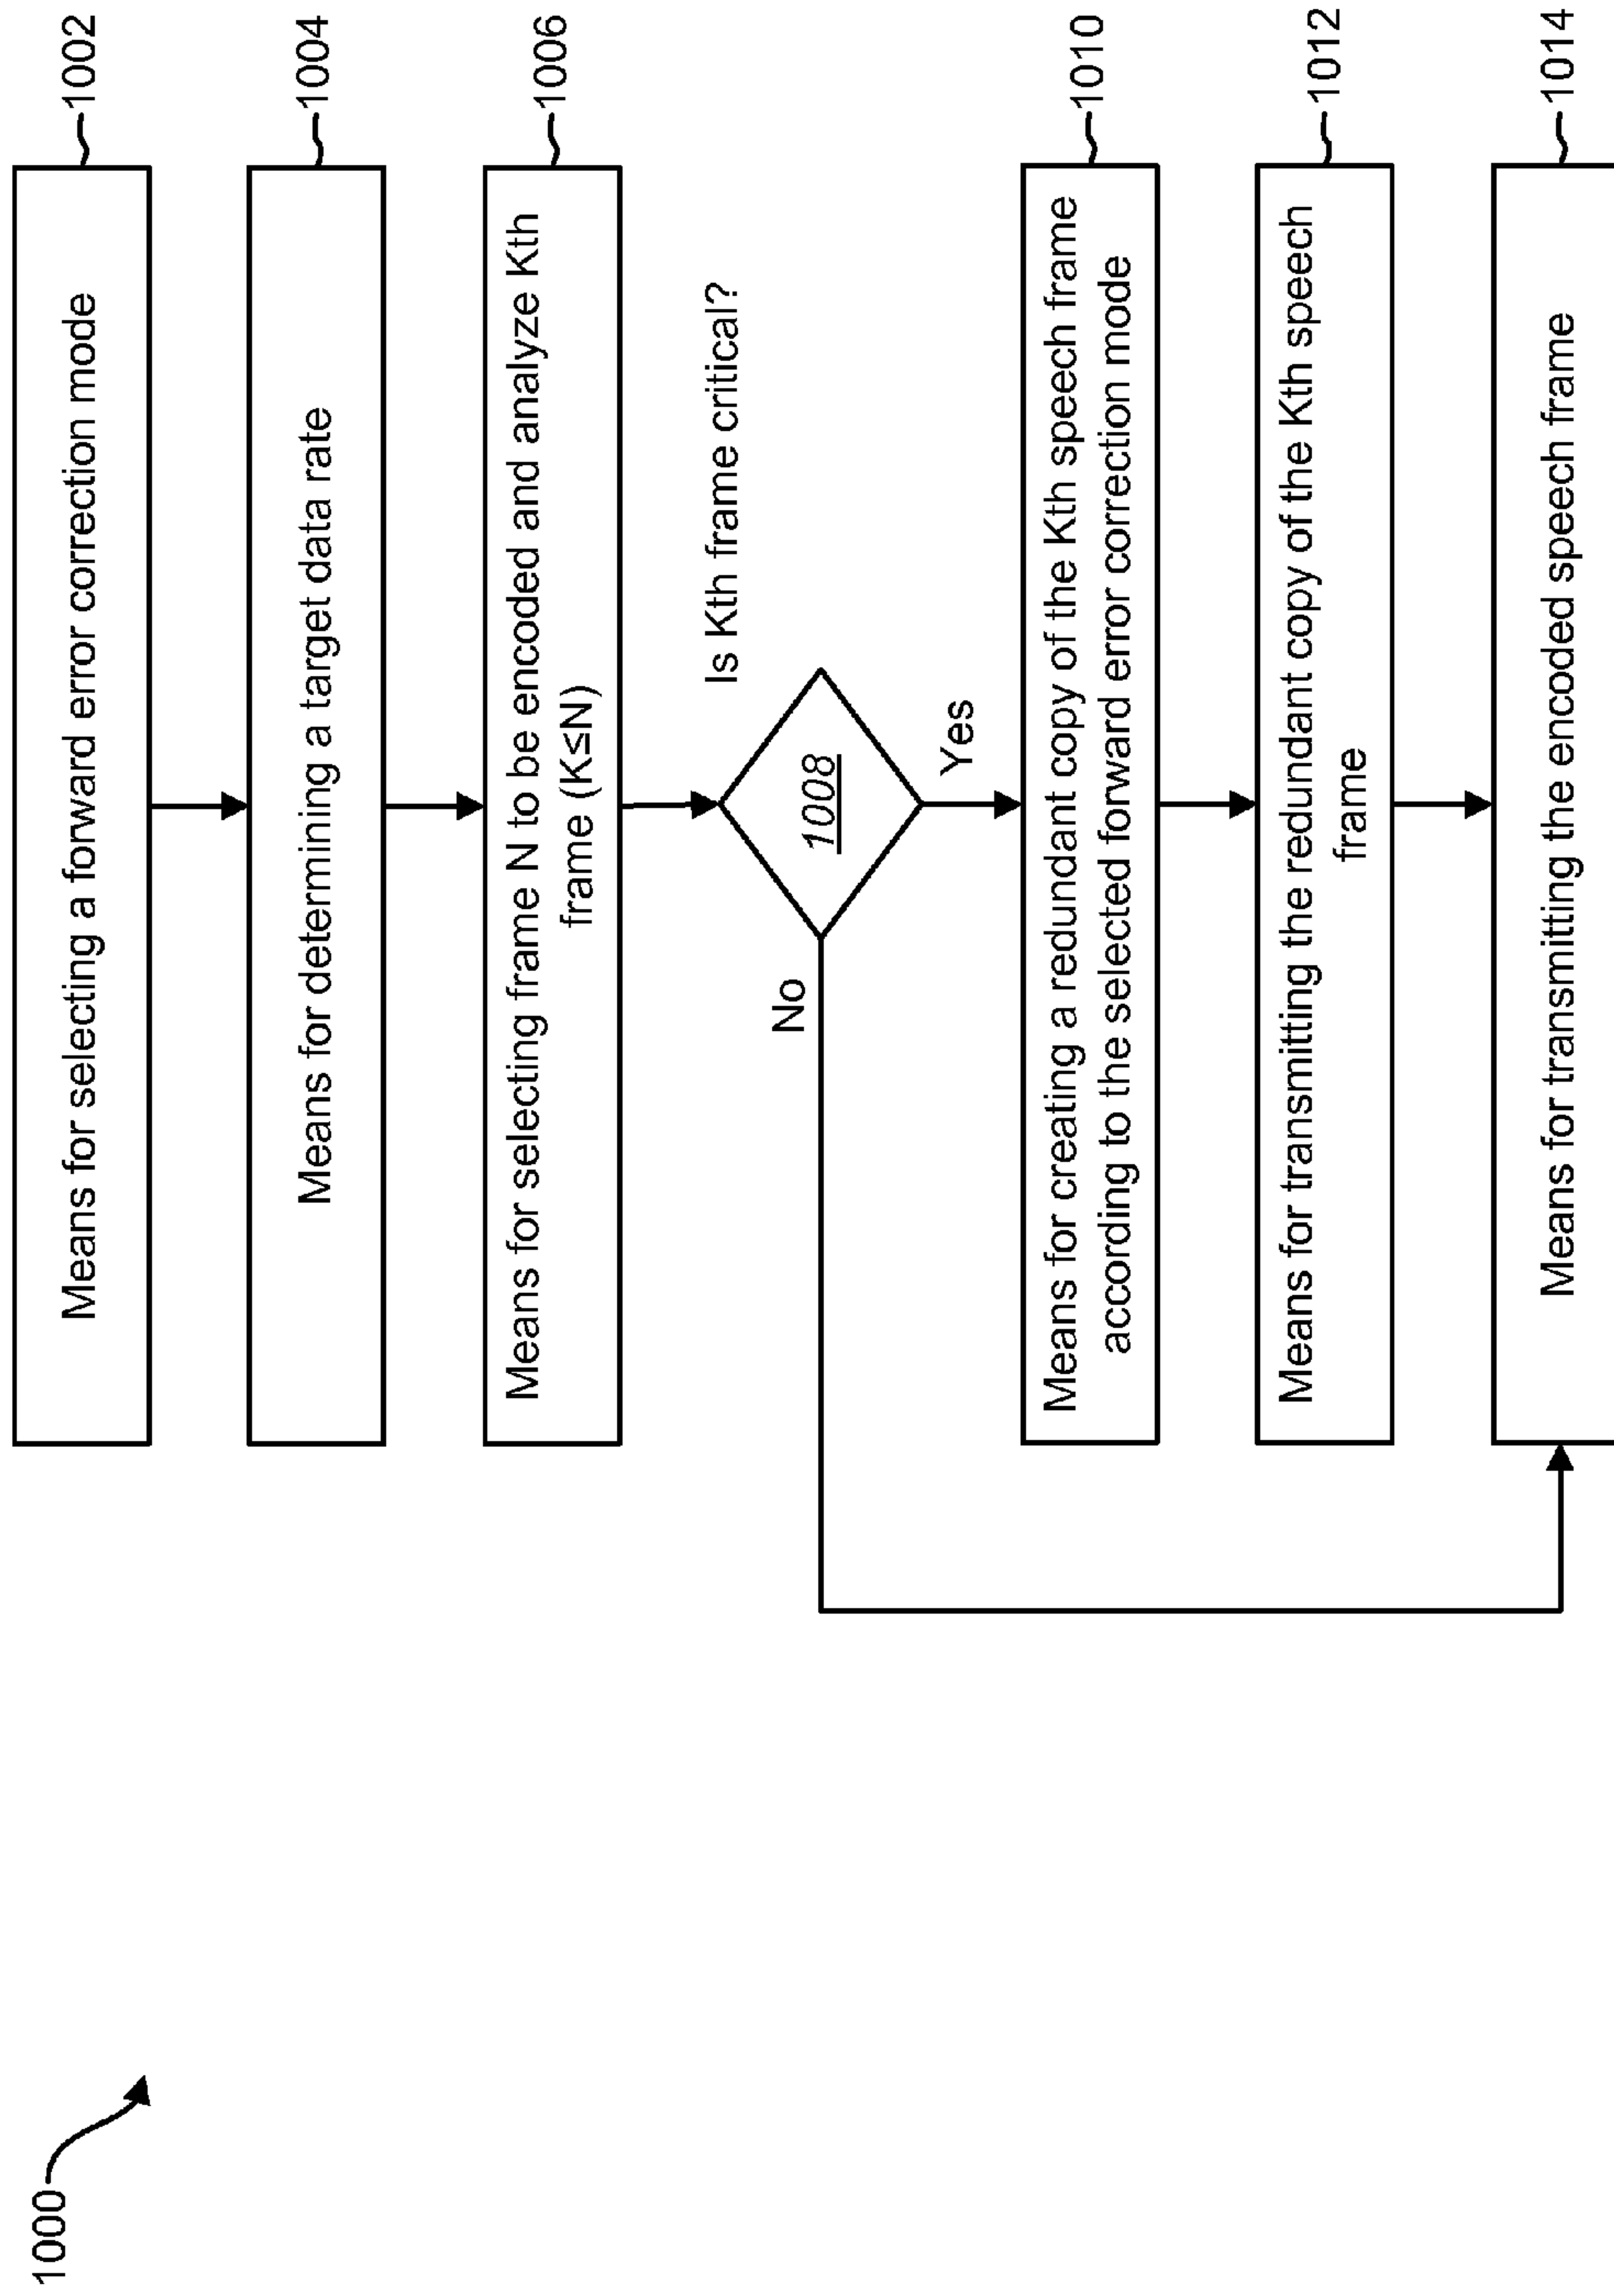 1000
Means for selecting a forward error correction mode
1002
Means for determining a target data rate
1004
Means for selecting frame N to be encoded and analyze Kth
frame (K≤N)
1006
Is Kth frame critical?
1008
No
Yes
Means for creating a redundant copy of the Kth speech frame
according to the selected forward error correction mode
1010
Means for transmitting the redundant copy of the Kth speech
frame
1012
Means for transmitting the encoded speech frame
1014